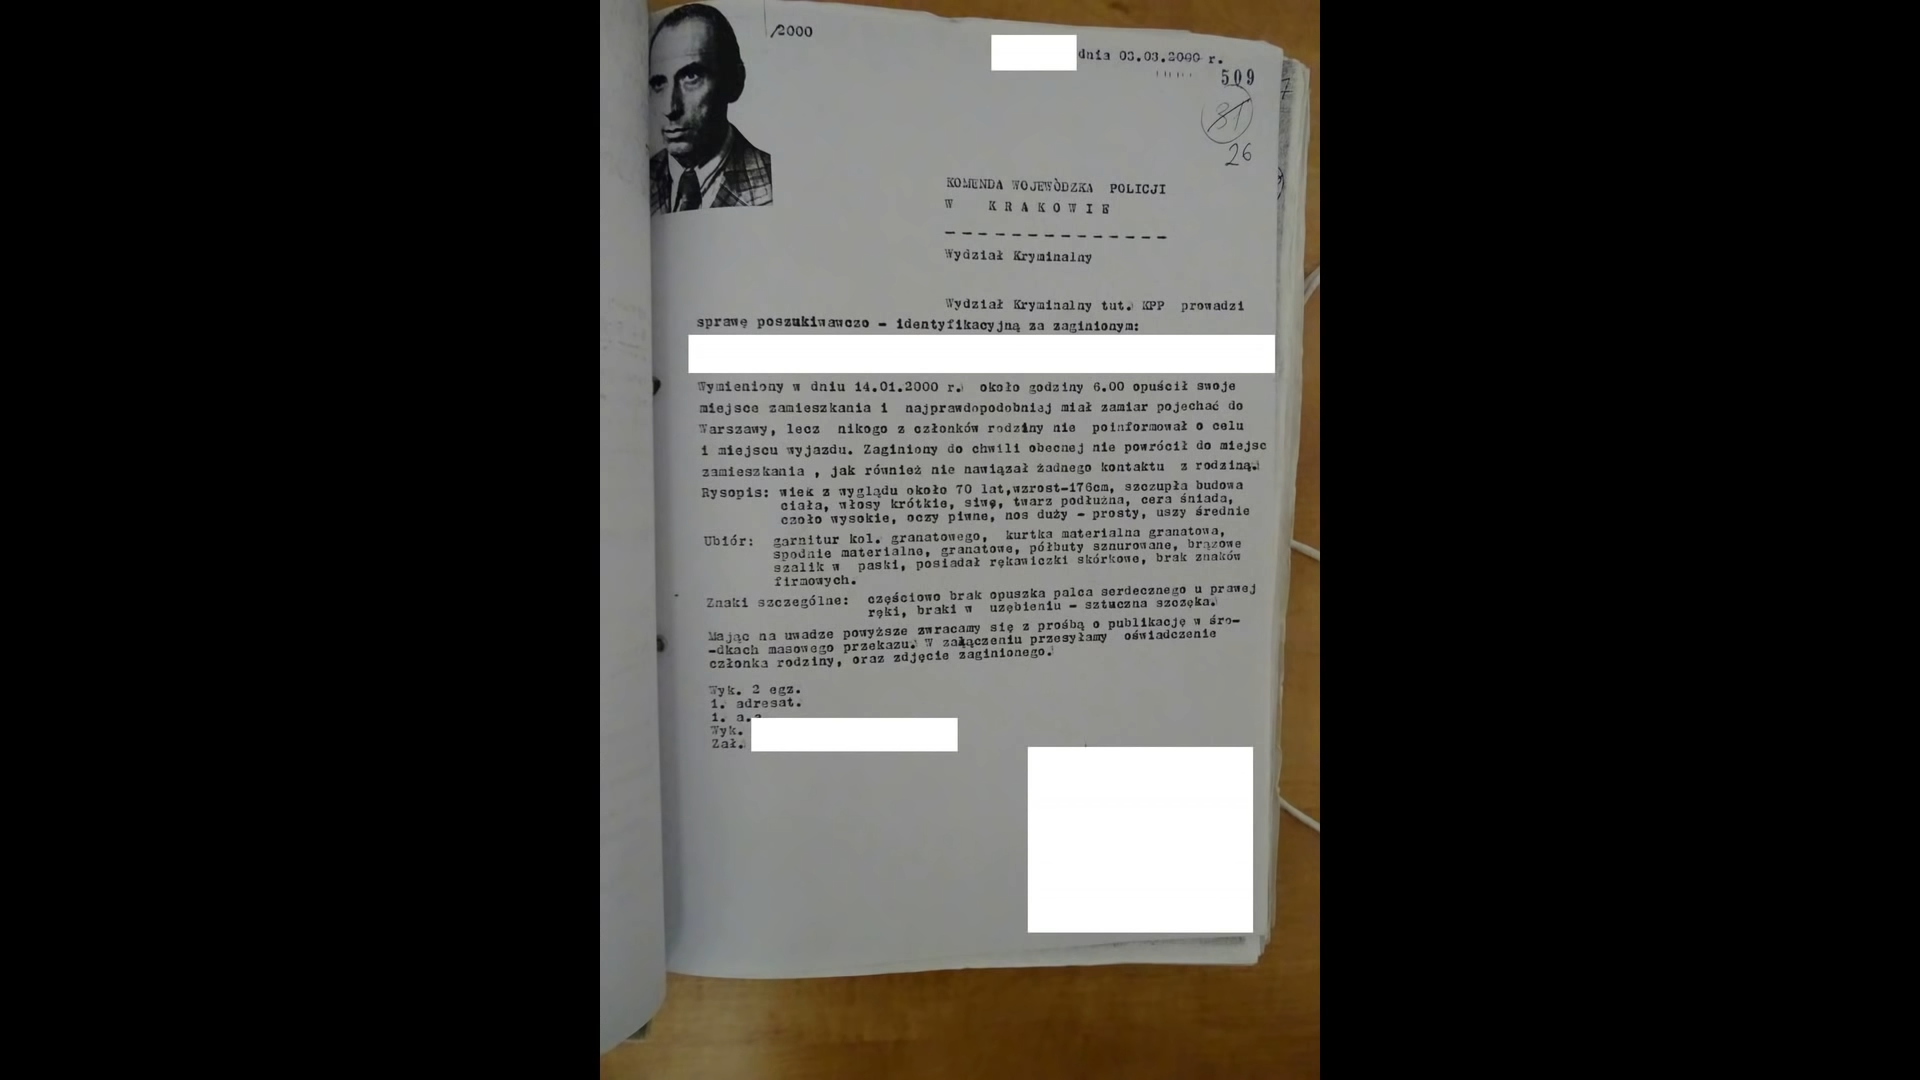 /2000
dnia 03.03.2000 r.
509
31
26
KOMENDA WOJEWÒDZKA POLICJI
W KRAKOWIE
--------------
Wydział Kryminalny
Wydział Kryminalny tut. KPP prowadzi
sprawę poszukiwawczo - identyfikacyjną za zaginionym:
Wymieniony w dniu 14.01.2000 r. około godziny 6.00 opuścił swoje
miejsce zamieszkania i najprawdopodobniej miał zamiar pojechać do
Warszawy, lecz nikogo z członków rodziny nie poinformował o celu
i miejscu wyjazdu. Zaginiony do chwili obecnej nie powrócił do miejsc
zamieszkania , jak również nie nawiązał żadnego kontaktu z rodziną.
Rysopis: wiek z wyglądu około 70 lat,wzrost-176cm, szczupła budowa
ciała, włosy krótkie, siwe, twarz podłużna, cera śniada,
czoło wysokie, oczy piwne, nos duży - prosty, uszy średnie
Ubiór: garnitur kol. granatowego, kurtka materialna granatowa,
spodnie materialne, granatowe, półbuty sznurowane, brązowe
szalik w paski, posiadał rękawiczki skórkowe, brak znaków
firmowych.
Znaki szczególne: częściowo brak opuszka palca serdecznego u prawej
ręki, braki w uzębieniu - sztuczna szczęka.
Mając na uwadze powyższe zwracamy się z prośbą o publikację w śro-
-dkach masowego przekazu. W załączeniu przesyłamy oświadczenie
członka rodziny, oraz zdjęcie zaginionego.
Wyk. 2 egz.
1. adresat.
1. a.a
Wyk.
Zał.